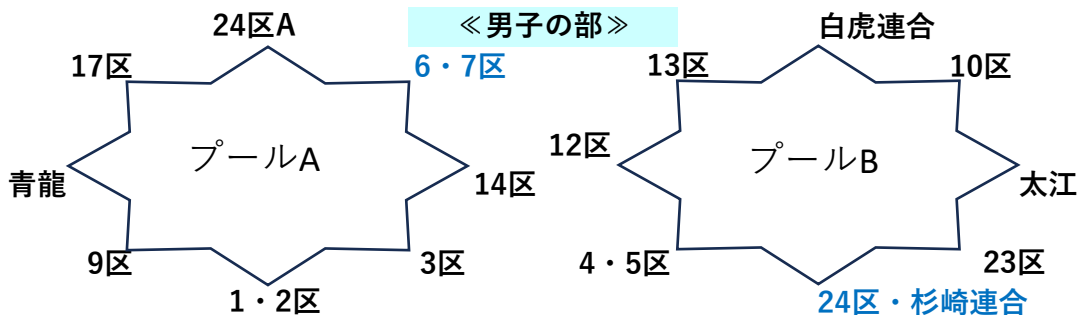 ≪男子の部≫
24区A
17区
6・7区
プールA
青龍
14区
9区
3区
1・2区
白虎連合
13区
10区
12区
プールB
太江
4・5区
23区
24区・杉崎連合